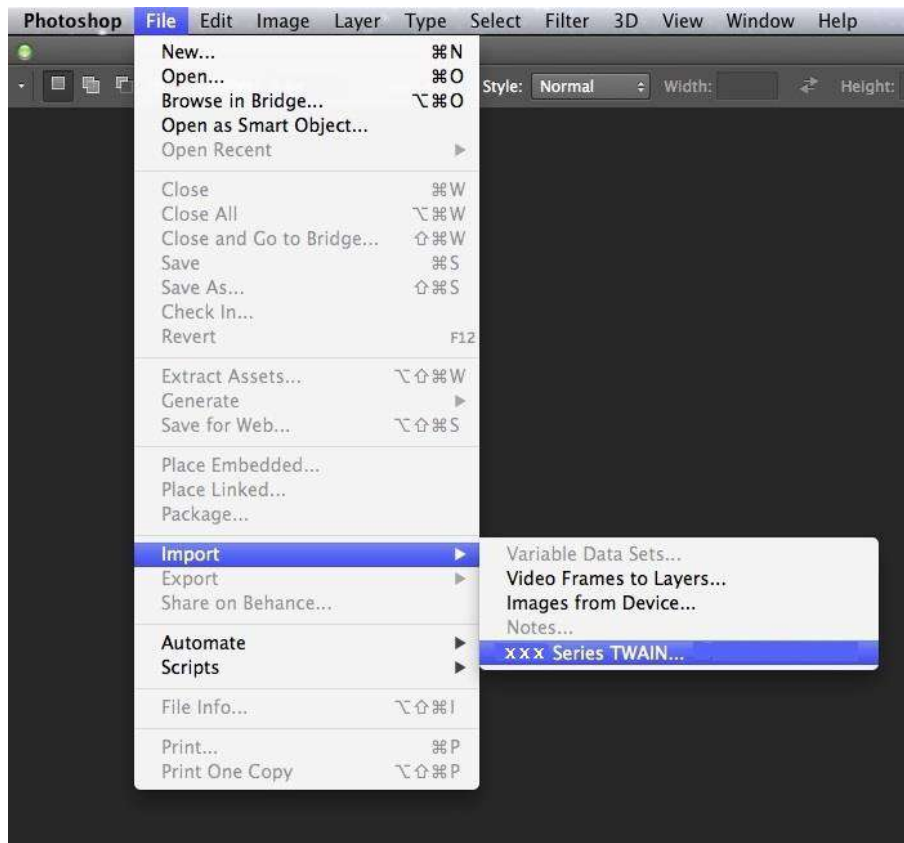 Photoshop File Edit Image Layer Type Select Filter 3D View Window Help
Style: Normal Width: Height:
New... ⌘N
Open... ⌘O
Browse in Bridge... ⌥⌘O
Open as Smart Object...
Open Recent
Close ⌘W
Close All ⌥⌘W
Close and Go to Bridge... ⇧⌘W
Save ⌘S
Save As... ⇧⌘S
Check In...
Revert F12
Extract Assets... ⌥⇧⌘W
Generate
Save for Web... ⌥⇧⌘S
Place Embedded...
Place Linked...
Package...
Import
Export
Share on Behance...
Automate
Scripts
File Info... ⌥⇧⌘I
Print... ⌘P
Print One Copy ⌥⇧⌘P
Variable Data Sets...
Video Frames to Layers...
Images from Device...
Notes...
xxx Series TWAIN...